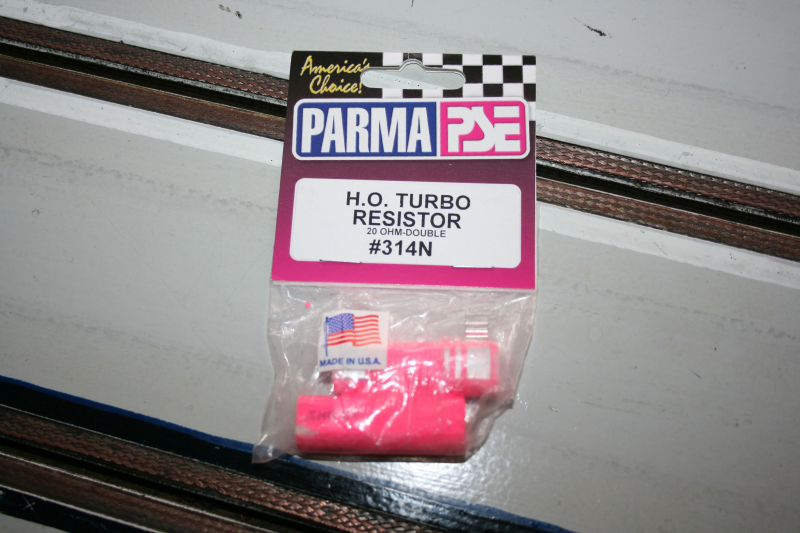 America's
Choice!
PARMA PSE
H.O. TURBO
RESISTOR
20 OHM-DOUBLE
#314N
MADE IN U.S.A.